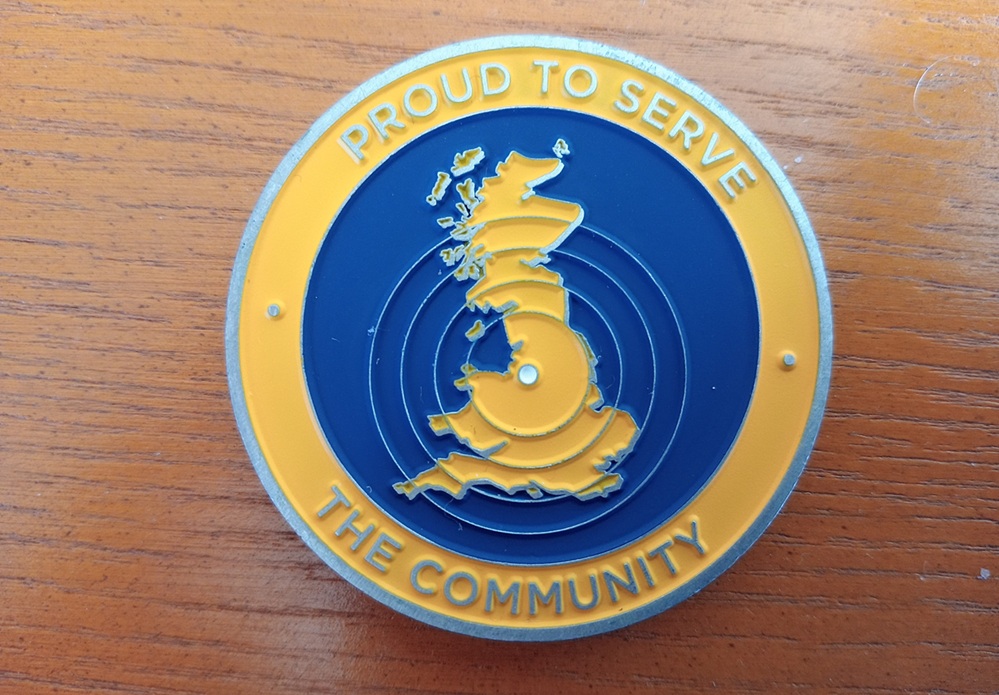 PROUD TO SERVE
THE COMMUNITY